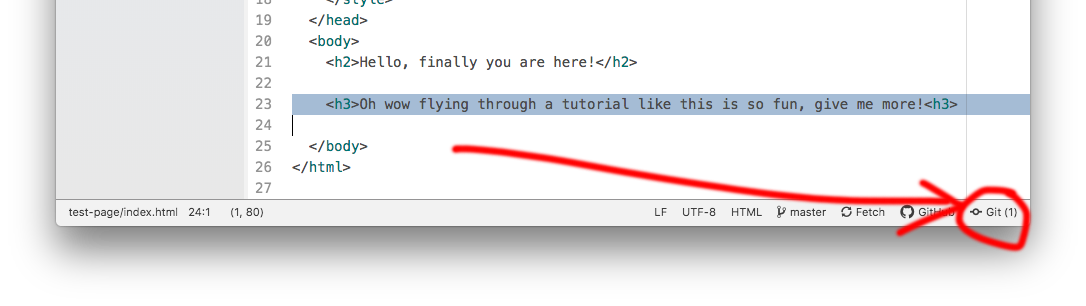 18 </style>
19 </head>
20 <body>
21 <h2>Hello, finally you are here!</h2>
22
23 <h3>Oh wow flying through a tutorial like this is so fun, give me more!<h3>
24
25 </body>
26 </html>
27
test-page/index.html 24:1 (1, 80) LF UTF-8 HTML master Fetch GitHub Git (1)